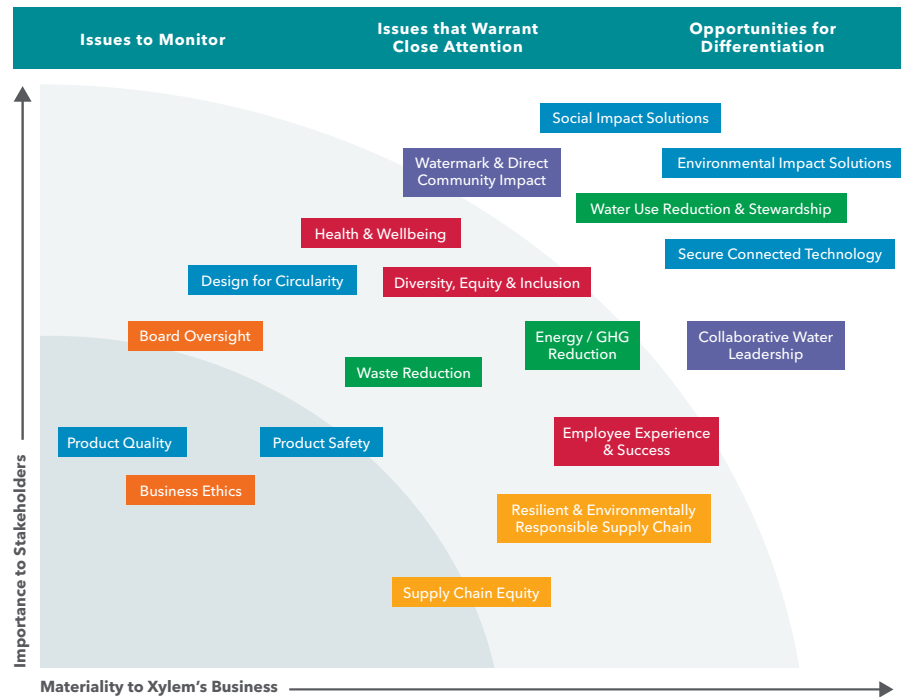 Issues to Monitor
Issues that Warrant
Close Attention
Opportunities for
Differentiation
Social Impact Solutions
Watermark & Direct
Community Impact
Environmental Impact Solutions
Water Use Reduction & Stewardship
Health & Wellbeing
Secure Connected Technology
Design for Circularity
Diversity, Equity & Inclusion
Board Oversight
Energy / GHG
Reduction
Collaborative Water
Leadership
Waste Reduction
Product Quality
Product Safety
Employee Experience
& Success
Business Ethics
Resilient & Environmentally
Responsible Supply Chain
Supply Chain Equity
Importance to Stakeholders
Materiality to Xylem’s Business